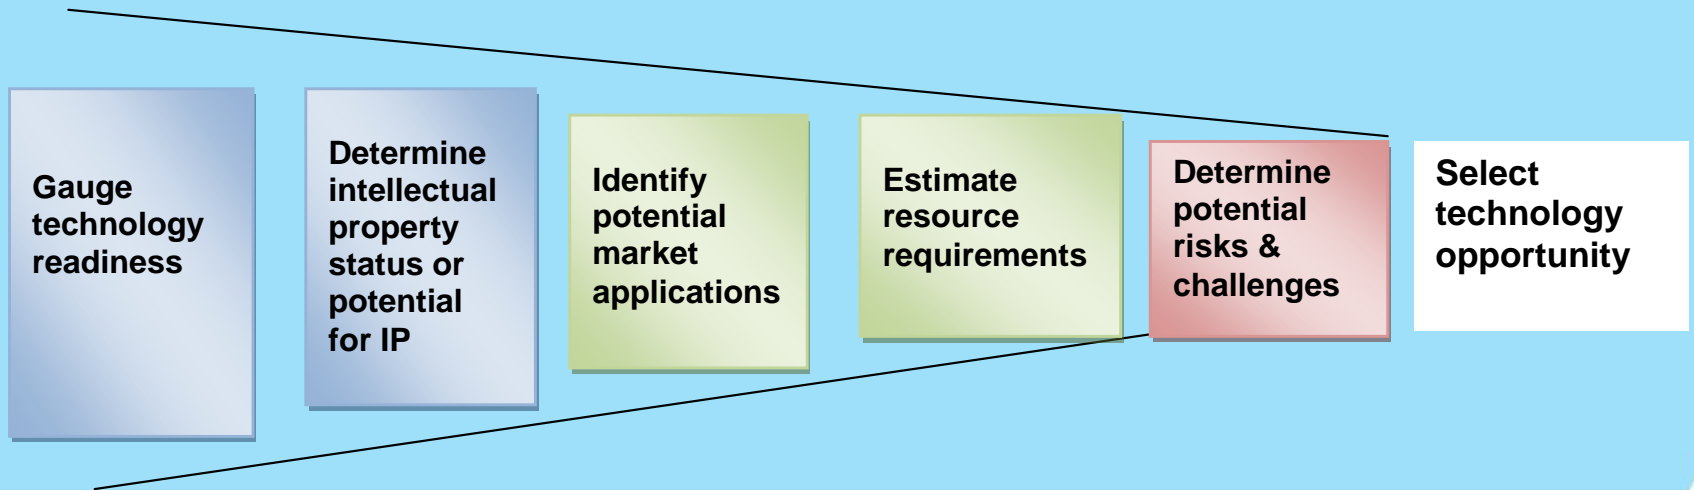 Gauge
technology
readiness
Determine
intellectual
property
status or
potential
for IP
Identify
potential
market
applications
Estimate
resource
requirements
Determine
potential
risks &
challenges
Select
technology
opportunity